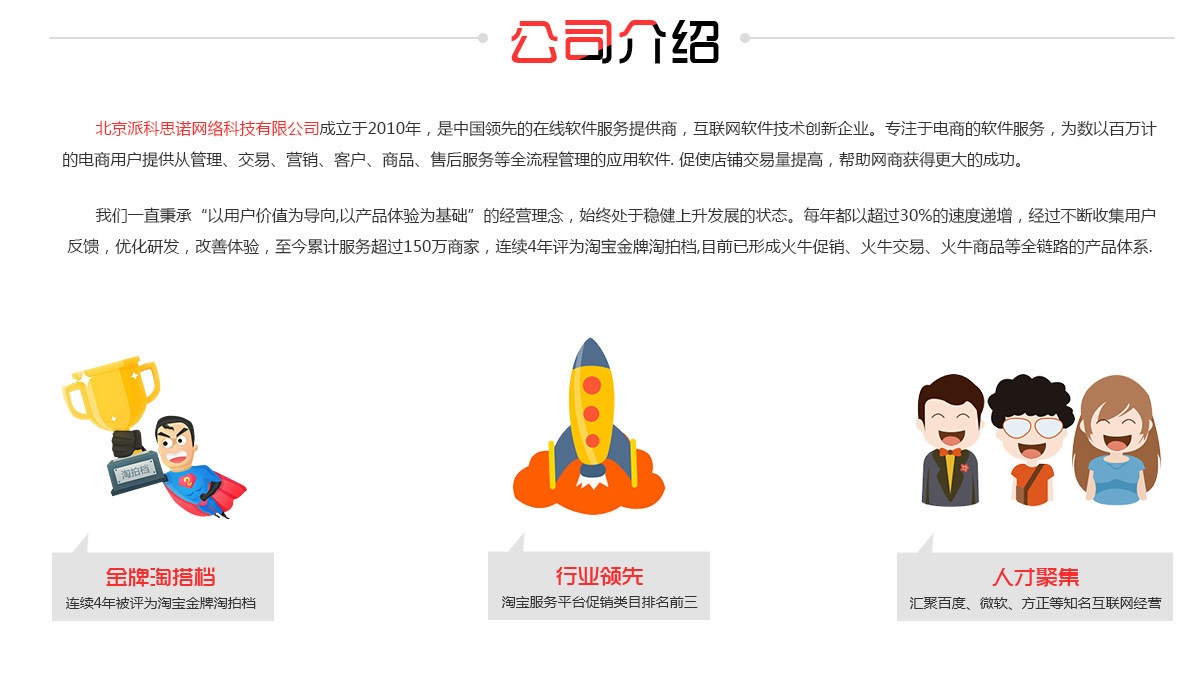 公司介绍
北京派科思诺网络科技有限公司成立于2010年，是中国领先的在线软件服务提供商，互联网软件技术创新企业。专注于电商的软件服务，为数以百万计
的电商用户提供从管理、交易、营销、客户、商品、售后服务等全流程管理的应用软件. 促使店铺交易量提高，帮助网商获得更大的成功。
我们一直秉承“以用户价值为导向,以产品体验为基础”的经营理念，始终处于稳健上升发展的状态。每年都以超过30%的速度递增，经过不断收集用户
反馈，优化研发，改善体验，至今累计服务超过150万商家，连续4年评为淘宝金牌淘拍档,目前已形成火牛促销、火牛交易、火牛商品等全链路的产品体系.
淘拍档
金牌淘搭档
连续4年被评为淘宝金牌淘拍档
行业领先
淘宝服务平台促销类目排名前三
人才聚集
汇聚百度、微软、方正等知名互联网经营